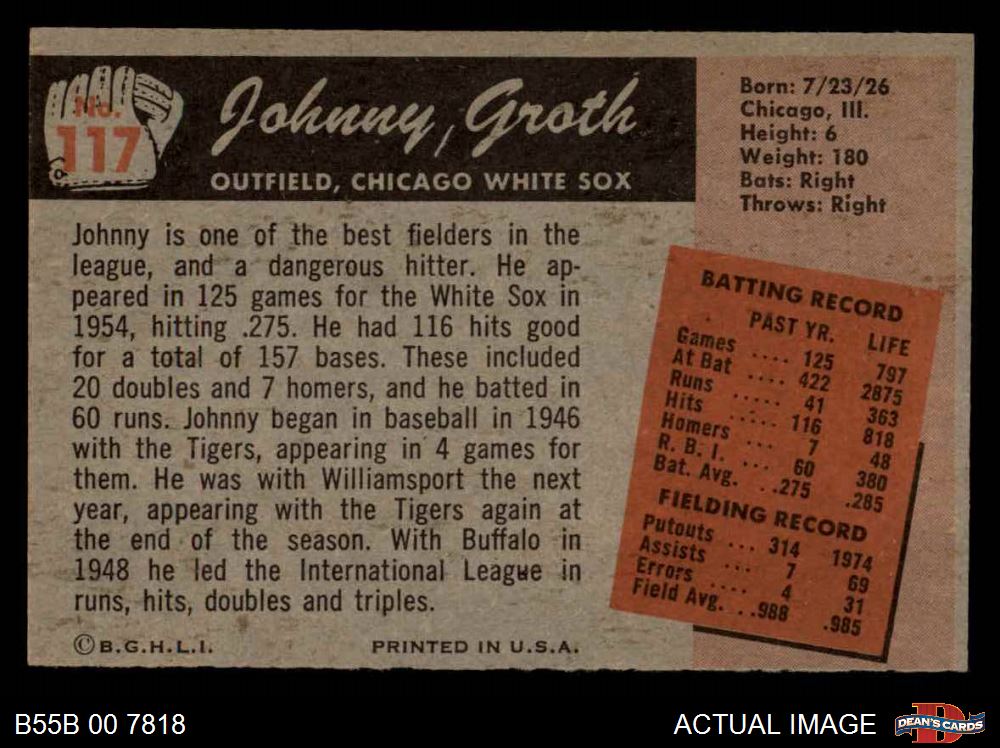 No.
117
Johnny, Groth
OUTFIELD, CHICAGO WHITE SOX
Born: 7/23/26
Chicago, Ill.
Height: 6
Weight: 180
Bats: Right
Throws: Right
Johnny is one of the best fielders in the
league, and a dangerous hitter. He ap-
peared in 125 games for the White Sox in
1954, hitting .275. He had 116 hits good
for a total of 157 bases. These included
20 doubles and 7 homers, and he batted in
60 runs. Johnny began in baseball in 1946
with the Tigers, appearing in 4 games for
them. He was with Williamsport the next
year, appearing with the Tigers again at
the end of the season. With Buffalo in
1948 he led the International League in
runs, hits, doubles and triples.
©B.G.H.L.I. PRINTED IN U.S.A.
BATTING RECORD
PAST YR. LIFE
Games .... 125 797
At Bat .... 422 2875
Runs ..... 41 363
Hits ..... 116 818
Homers ... 7 48
R. B. I. ... 60 380
Bat. Avg. ..275 .285
FIELDING RECORD
Putouts ... 314 1974
Assists ... 7 69
Errors .... 4 31
Field Avg. ..988 .985
B55B 00 7818 ACTUAL IMAGE
DEAN'S CARDS